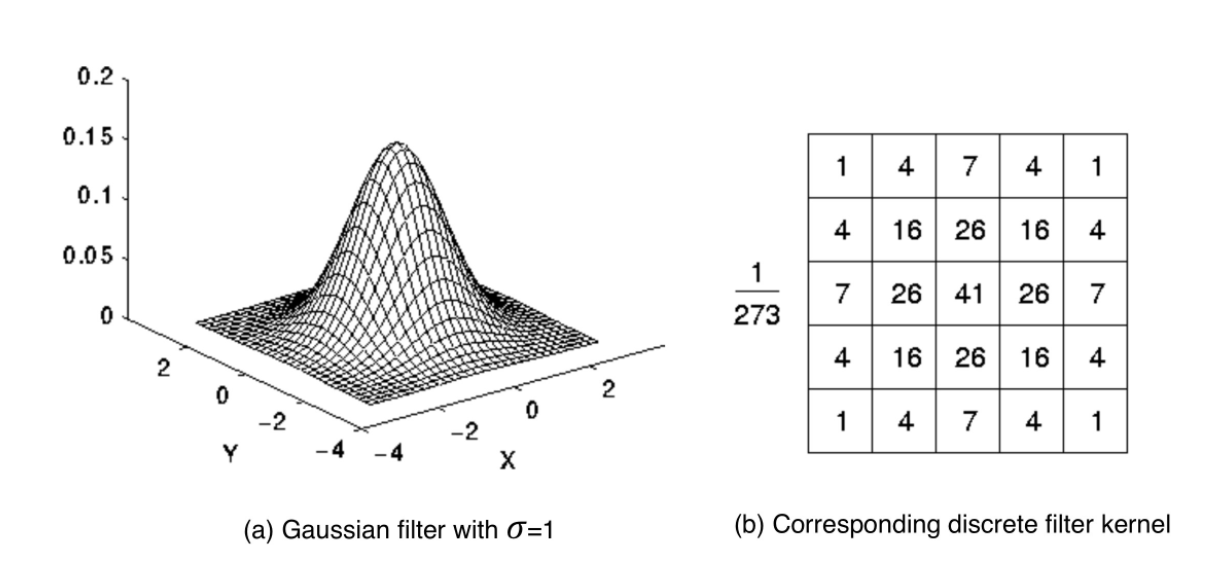 0.2
0.15
0.1
0.05
0
2
0
−2
−4
Y
−4
−2
0
2
X
(a) Gaussian filter with σ=1
1
273
1 4 7 4 1
4 16 26 16 4
7 26 41 26 7
4 16 26 16 4
1 4 7 4 1
(b) Corresponding discrete filter kernel